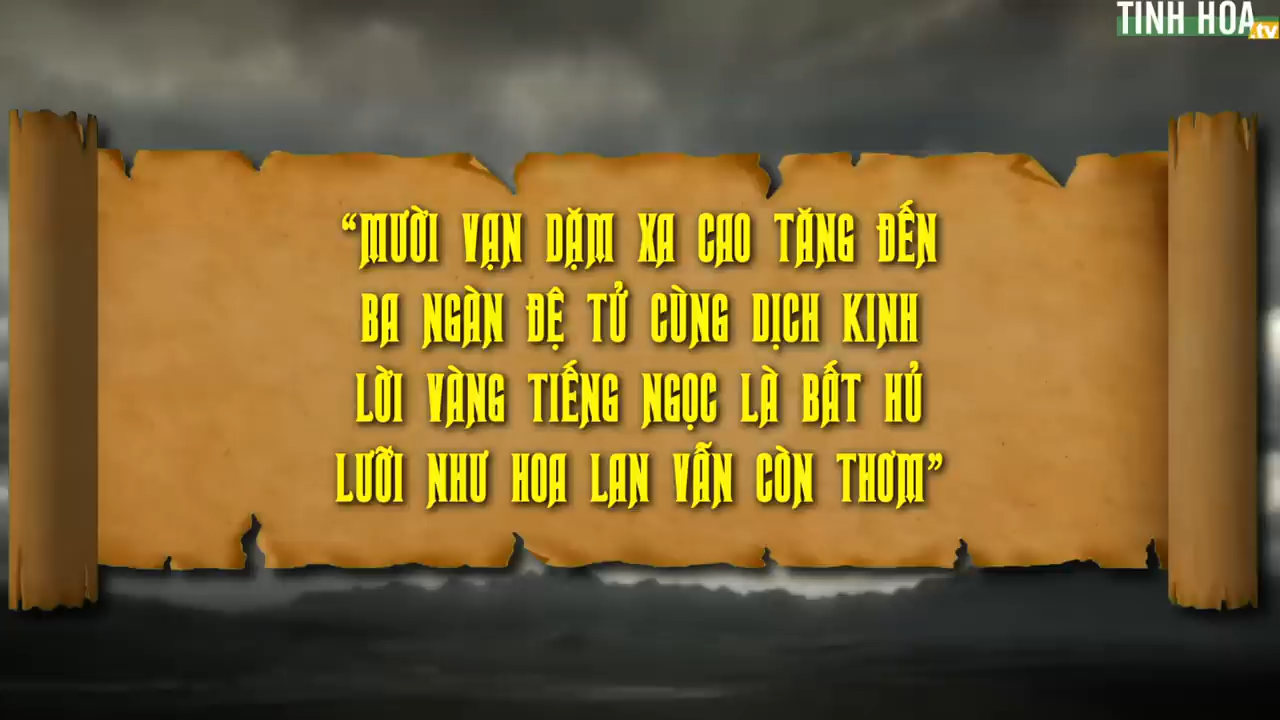 TINH HOA
.tv
“MƯỜI VẠN DẶM XA CAO TĂNG ĐẾN
BA NGÀN ĐỆ TỬ CÙNG DỊCH KINH
LỜI VÀNG TIẾNG NGỌC LÀ BẤT HỦ
LƯỠI NHƯ HOA LAN VẪN CÒN THƠM”